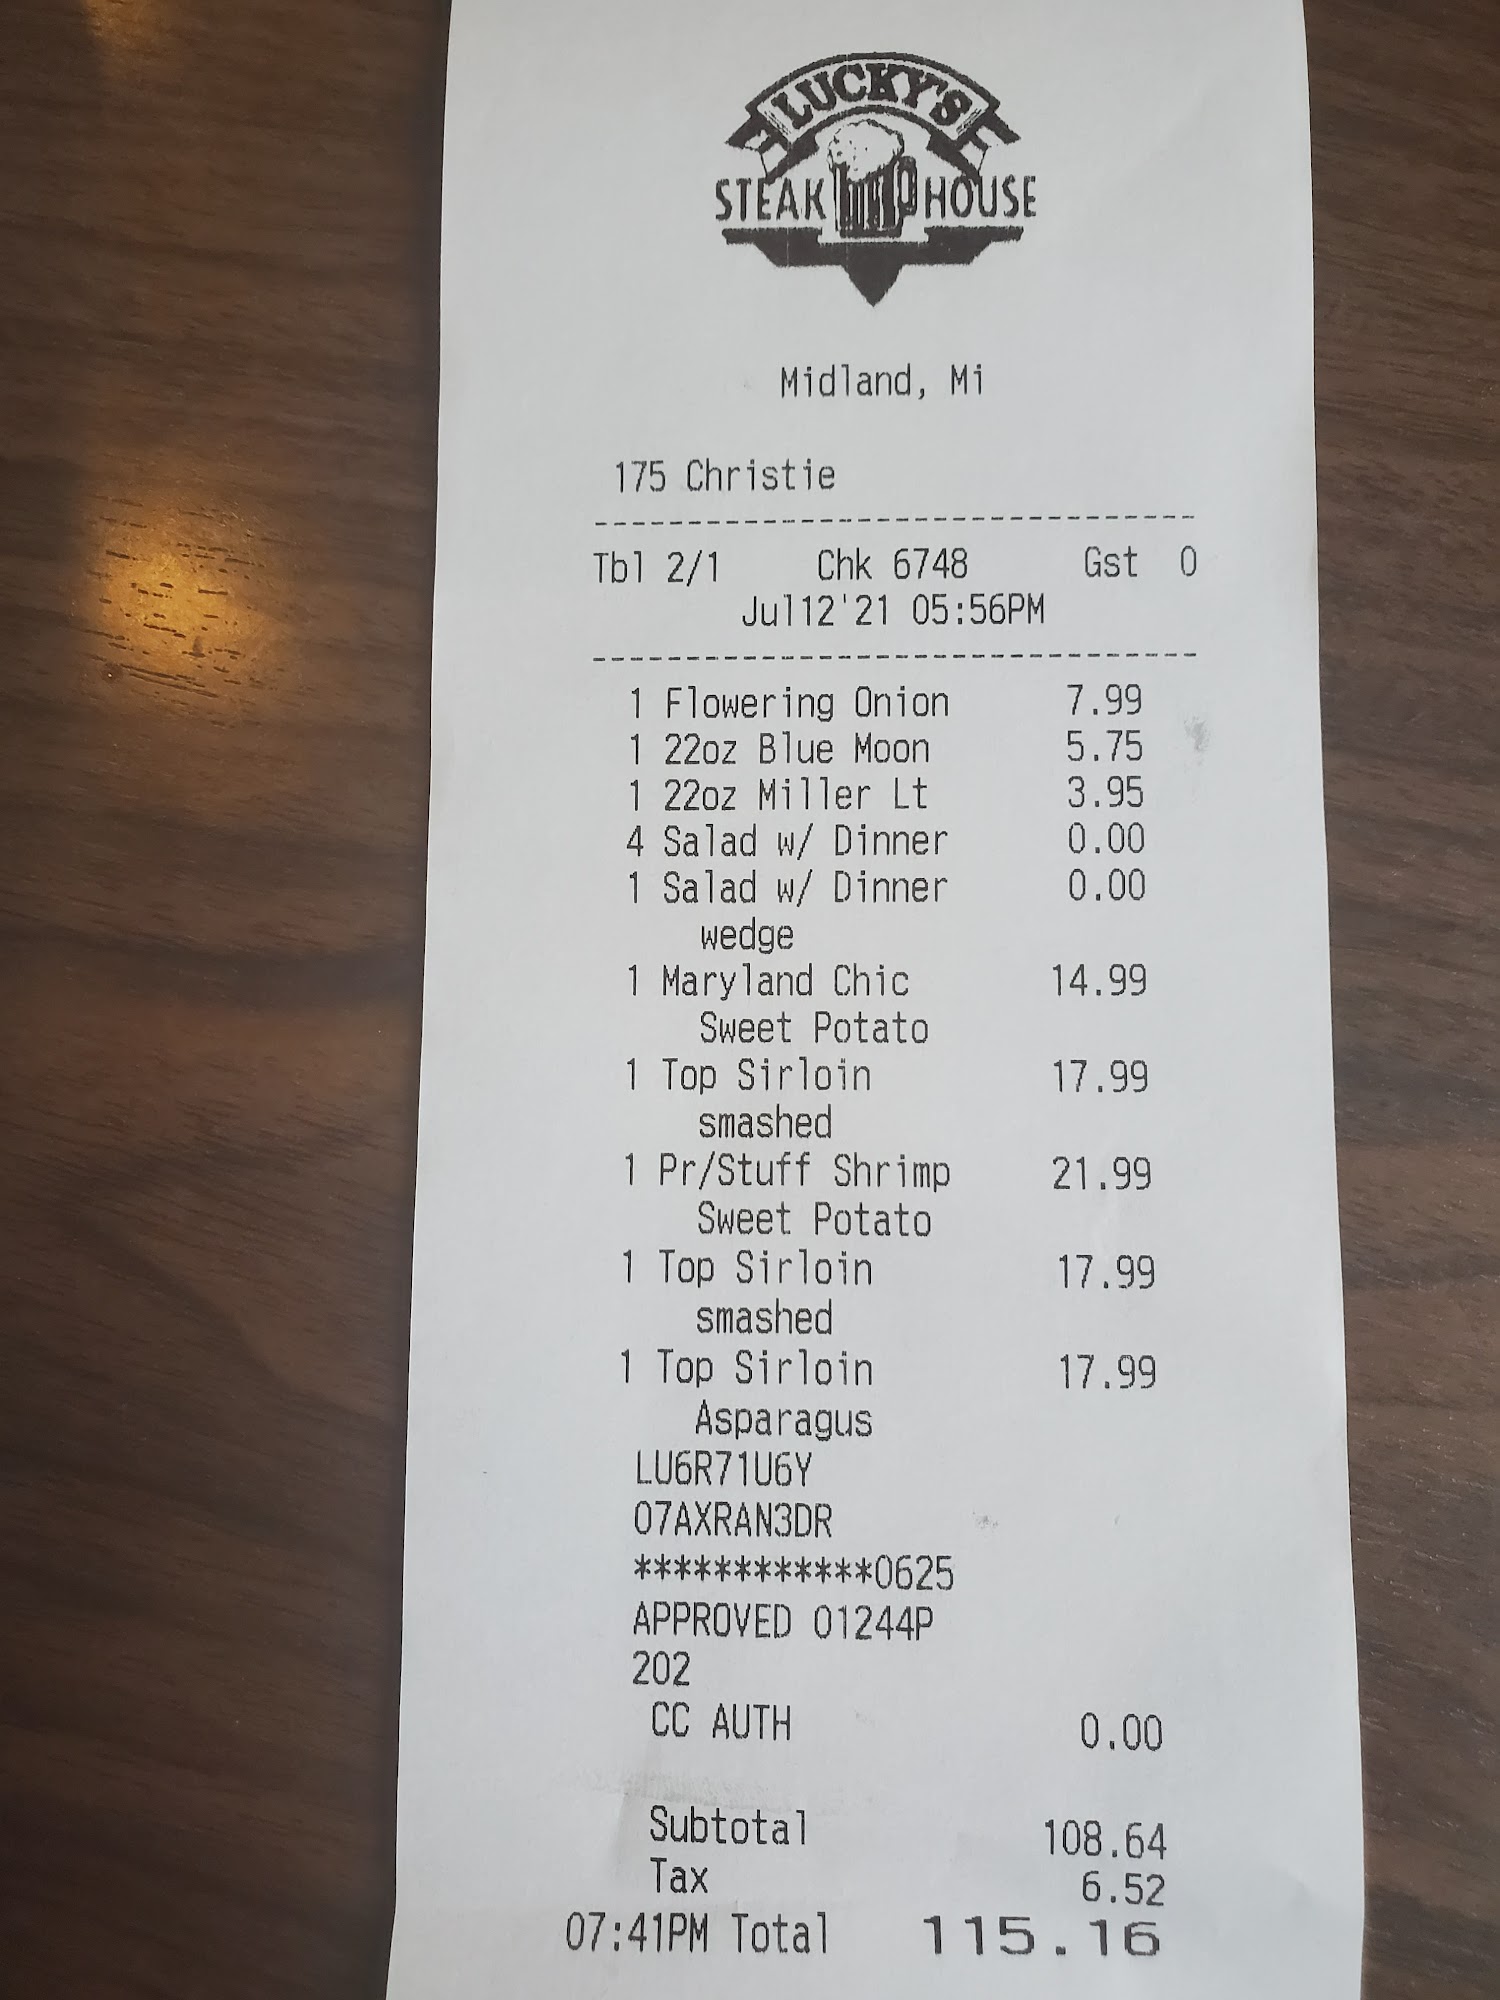 LUCKY'S
STEAK HOUSE
Midland, Mi
175 Christie
--------------------------------
Tbl 2/1 Chk 6748 Gst 0
Jul12'21 05:56PM
--------------------------------
1 Flowering Onion 7.99
1 22oz Blue Moon 5.75
1 22oz Miller Lt 3.95
4 Salad w/ Dinner 0.00
1 Salad w/ Dinner 0.00
wedge
1 Maryland Chic 14.99
Sweet Potato
1 Top Sirloin 17.99
smashed
1 Pr/Stuff Shrimp 21.99
Sweet Potato
1 Top Sirloin 17.99
smashed
1 Top Sirloin 17.99
Asparagus
LU6R71U6Y
07AXRAN3DR
************0625
APPROVED 01244P
202
CC AUTH 0.00
Subtotal 108.64
Tax 6.52
07:41PM Total 115.16